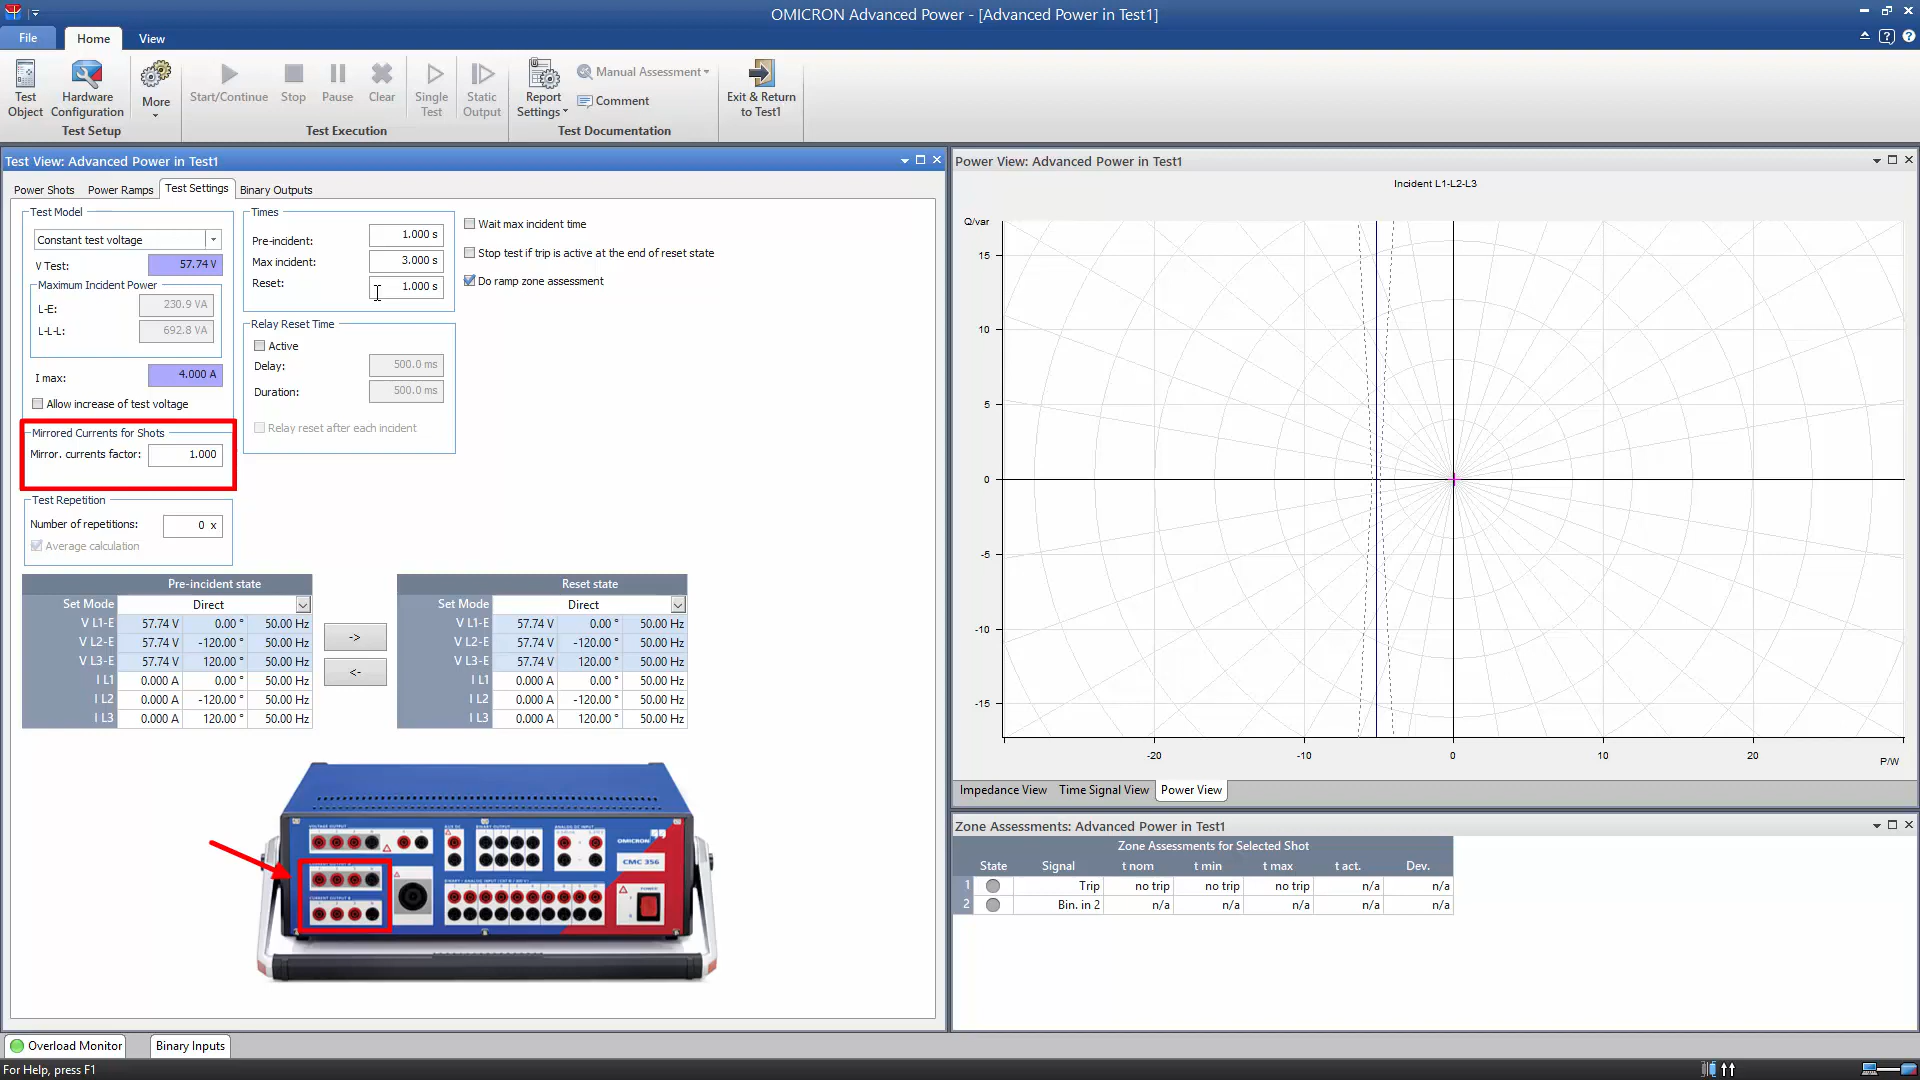 OMICRON Advanced Power - [Advanced Power in Test1]
File
Home
View
Test
Object
Hardware
Configuration
More
Test Setup
Start/Continue
Stop
Pause
Clear
Single
Test
Static
Output
Test Execution
Report
Settings
Manual Assessment
Comment
Test Documentation
Exit & Return
to Test1
Test View: Advanced Power in Test1
Power Shots
Power Ramps
Test Settings
Binary Outputs
Test Model
Constant test voltage
V Test: 57.74 V
Maximum Incident Power
L-E: 230.9 VA
L-L-L: 692.8 VA
I max: 4.000 A
Allow increase of test voltage
Mirrored Currents for Shots
Mirror. currents factor: 1.000
Test Repetition
Number of repetitions: 0 x
Average calculation
Times
Pre-incident: 1.000 s
Max incident: 3.000 s
Reset: 1.000 s
Relay Reset Time
Active
Delay: 500.0 ms
Duration: 500.0 ms
Relay reset after each incident
Wait max incident time
Stop test if trip is active at the end of reset state
Do ramp zone assessment
Pre-incident state
Set Mode Direct
V L1-E 57.74 V 0.00 ° 50.00 Hz
V L2-E 57.74 V -120.00 ° 50.00 Hz
V L3-E 57.74 V 120.00 ° 50.00 Hz
I L1 0.000 A 0.00 ° 50.00 Hz
I L2 0.000 A -120.00 ° 50.00 Hz
I L3 0.000 A 120.00 ° 50.00 Hz
->
<-
Reset state
Set Mode Direct
V L1-E 57.74 V 0.00 ° 50.00 Hz
V L2-E 57.74 V -120.00 ° 50.00 Hz
V L3-E 57.74 V 120.00 ° 50.00 Hz
I L1 0.000 A 0.00 ° 50.00 Hz
I L2 0.000 A -120.00 ° 50.00 Hz
I L3 0.000 A 120.00 ° 50.00 Hz
OMICRON
CMC 356
POWER
Power View: Advanced Power in Test1
Incident L1-L2-L3
Q/var
15
10
5
0
-5
-10
-15
-20 -10 0 10 20
P/W
Impedance View
Time Signal View
Power View
Zone Assessments: Advanced Power in Test1
Zone Assessments for Selected Shot
State Signal t nom t min t max t act. Dev.
1 Trip no trip no trip no trip n/a n/a
2 Bin. in 2 n/a n/a n/a n/a n/a
Overload Monitor
Binary Inputs
For Help, press F1